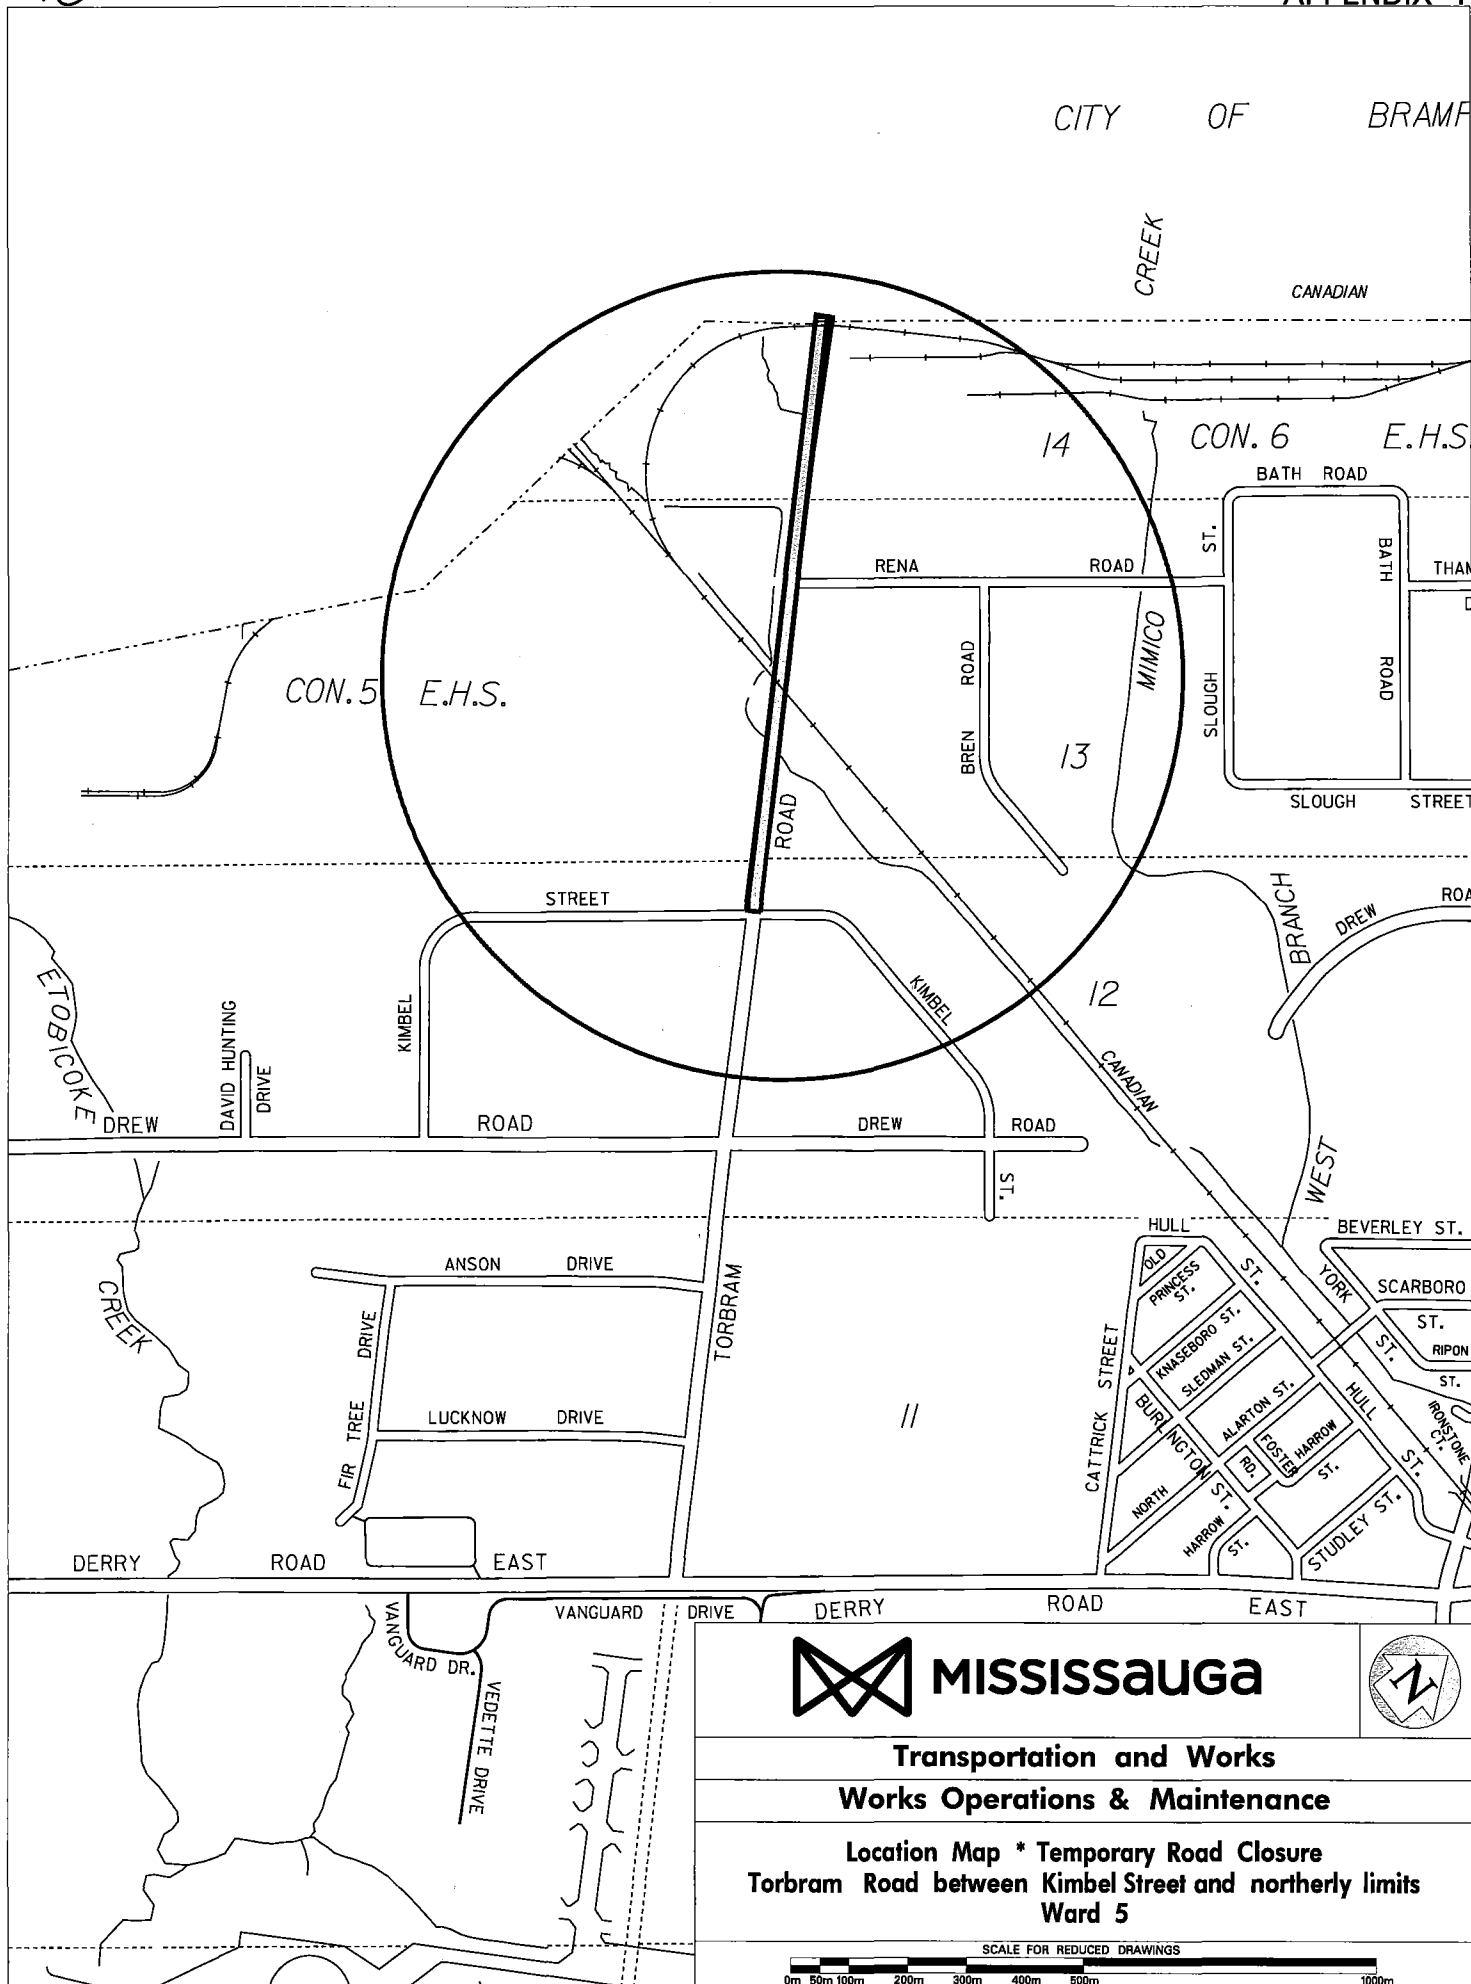 CITY OF BRAMP
CREEK
CANADIAN
14
CON. 6 E.H.S.
BATH ROAD
ST.
BATH
RENA ROAD
THAM
MIMICO
ROAD
ROAD
CON. 5 E.H.S.
SLOUGH
BREN
13
SLOUGH STREET
ROAD
STREET
BRANCH
DREW
ROA
ETOBICOKE
KIMBEL
12
DAVID HUNTING
DRIVE
KIMBEL
CANADIAN
DREW ROAD DREW ROAD
WEST
ST.
HULL
BEVERLEY ST.
OLD
ANSON DRIVE
ST.
YORK
PRINCESS
ST.
SCARBORO
CREEK
TORBRAM
DRIVE
KNASEBORO ST.
ST.
ST.
SLEDMAN ST.
RIPON
ST.
CATTRICK STREET
BURLINGTON ST.
ALARTON ST.
HULL
ST.
LUCKNOW DRIVE
11
FIR TREE
FOSTER
RD.
HARROW
ST.
IRONSTONE
CT.
NORTH
HARROW
ST.
STUDLEY ST.
DERRY ROAD EAST
VANGUARD DR.
VANGUARD DRIVE
DERRY ROAD EAST
VEDETTE DRIVE
MISSISSauGa
N
Transportation and Works
Works Operations & Maintenance
Location Map * Temporary Road Closure
Torbram Road between Kimbel Street and northerly limits
Ward 5
SCALE FOR REDUCED DRAWINGS
0m 50m 100m 200m 300m 400m 500m 1000m